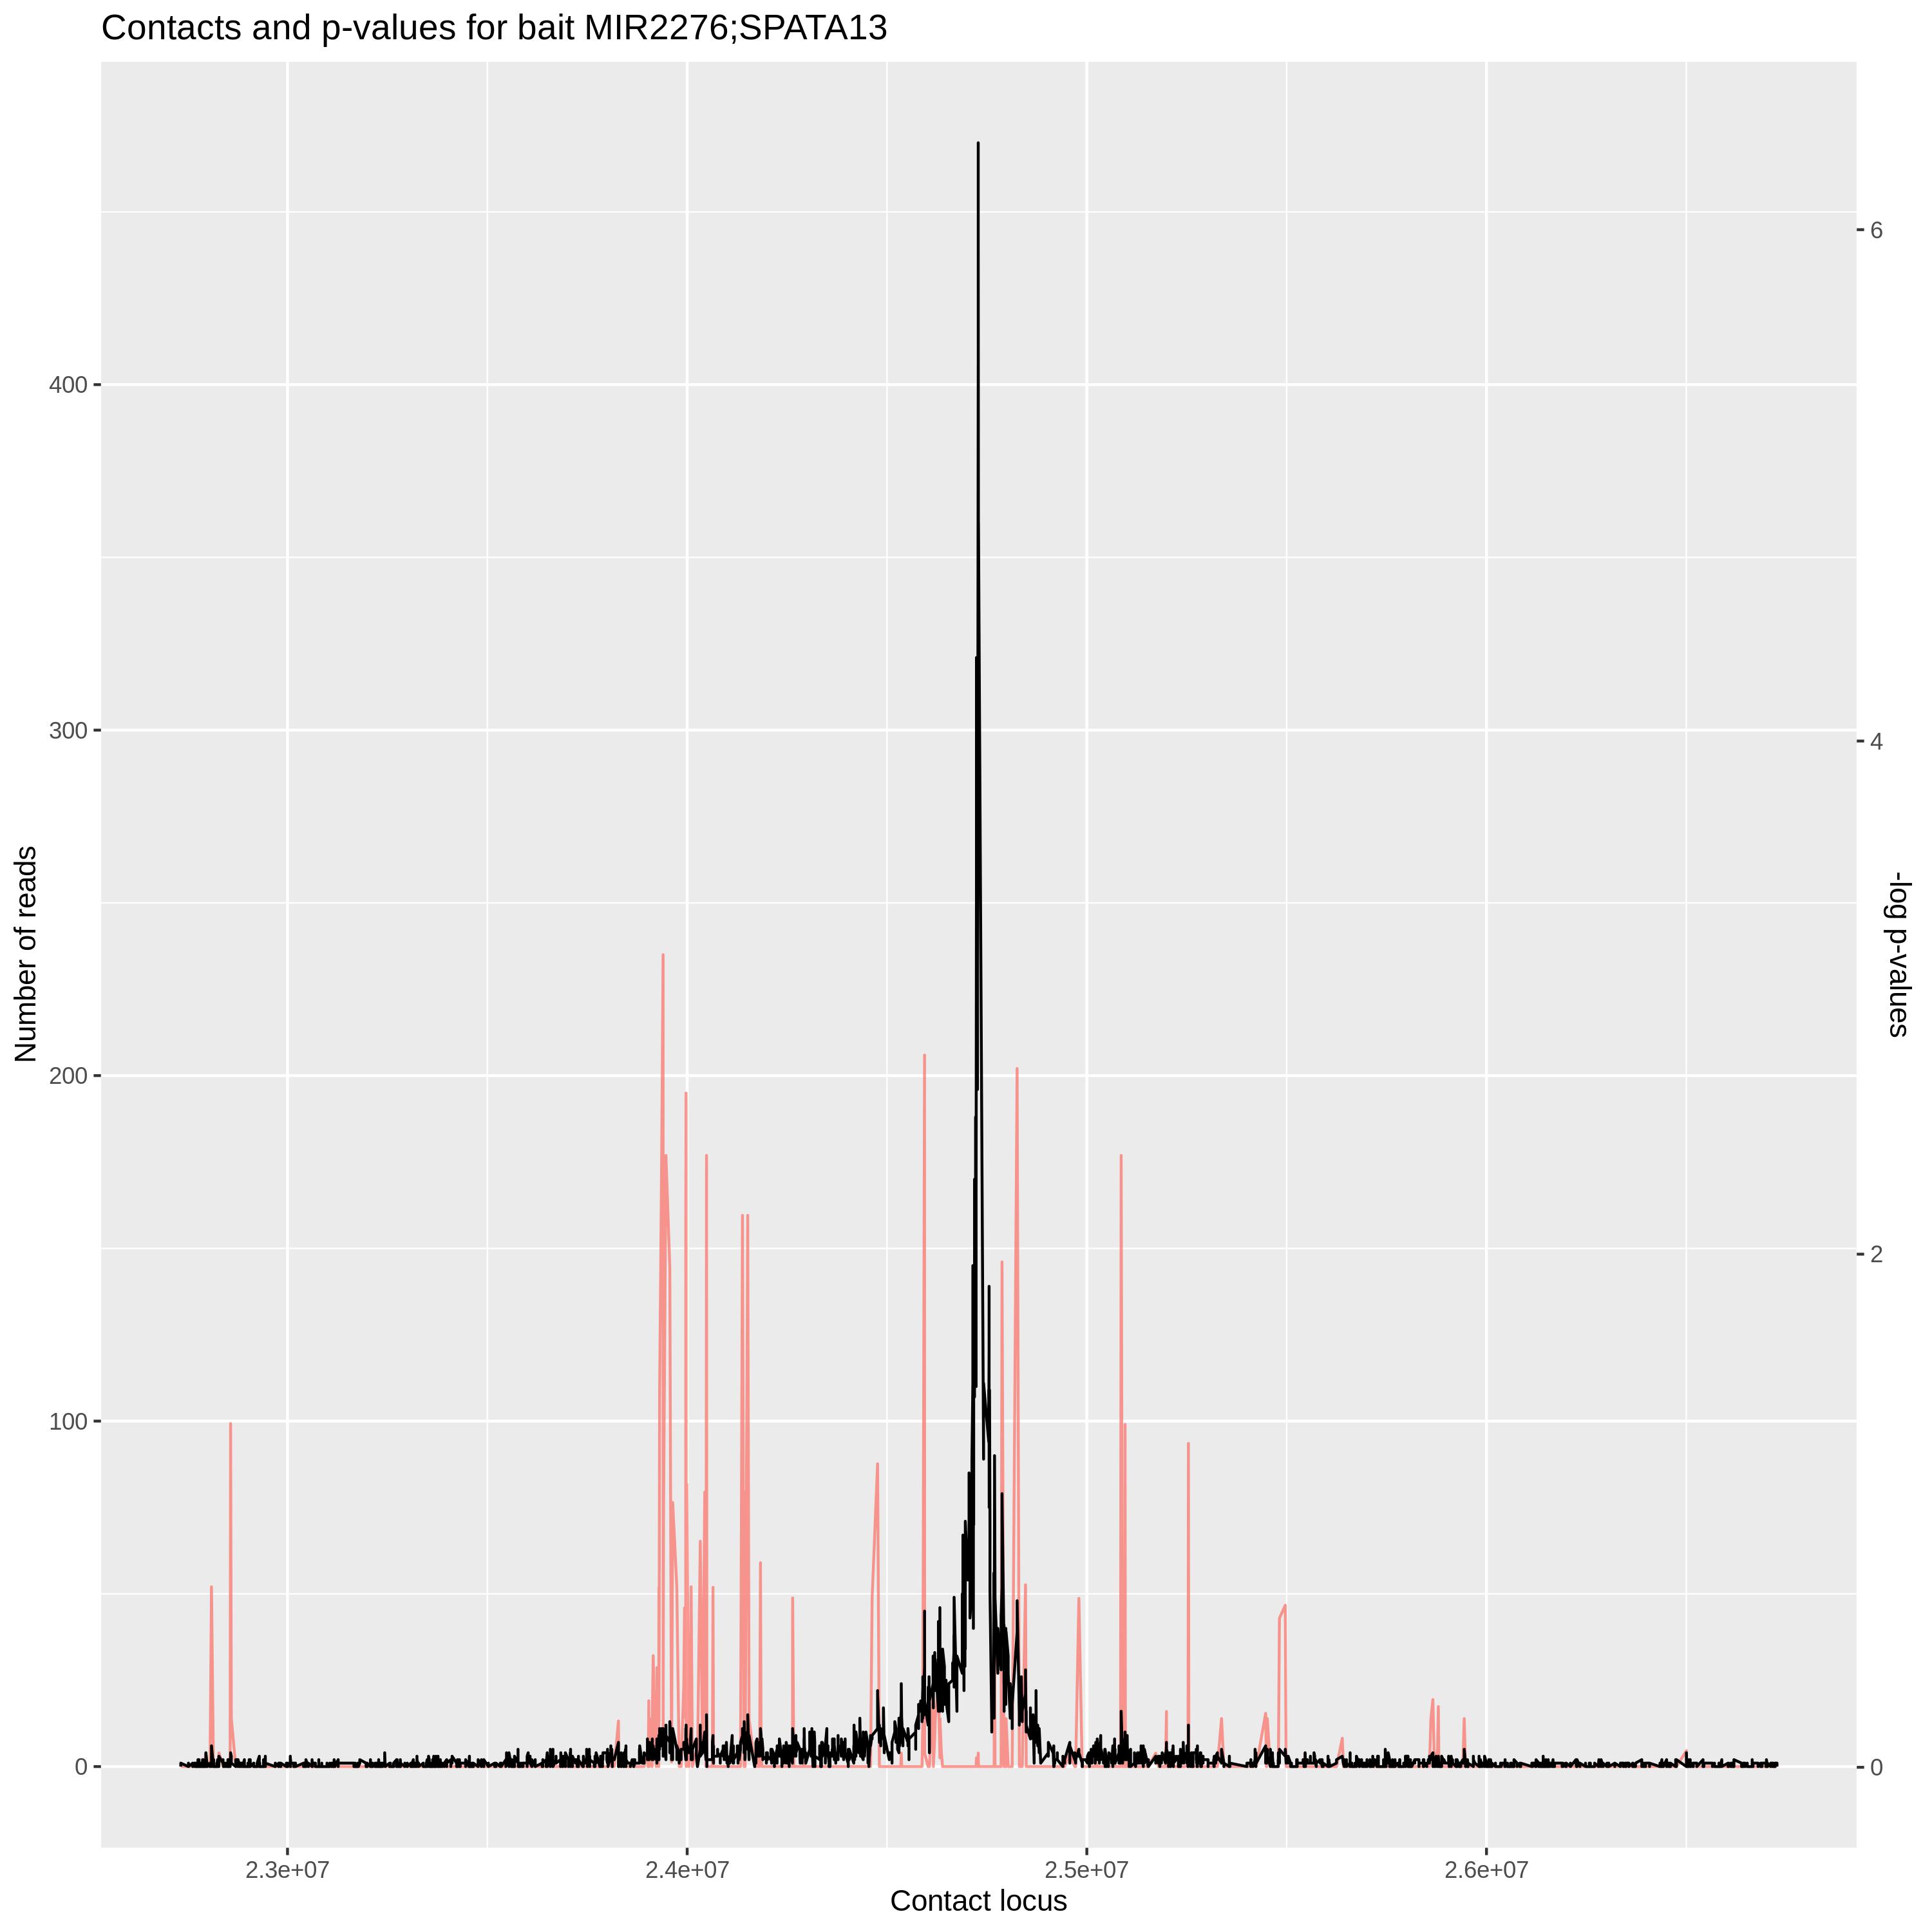 Contacts and p-values for bait MIR2276;SPATA13
Number of reads
400
300
200
100
0
6
4
2
0
-log p-values
2.3e+07
2.4e+07
2.5e+07
2.6e+07
Contact locus